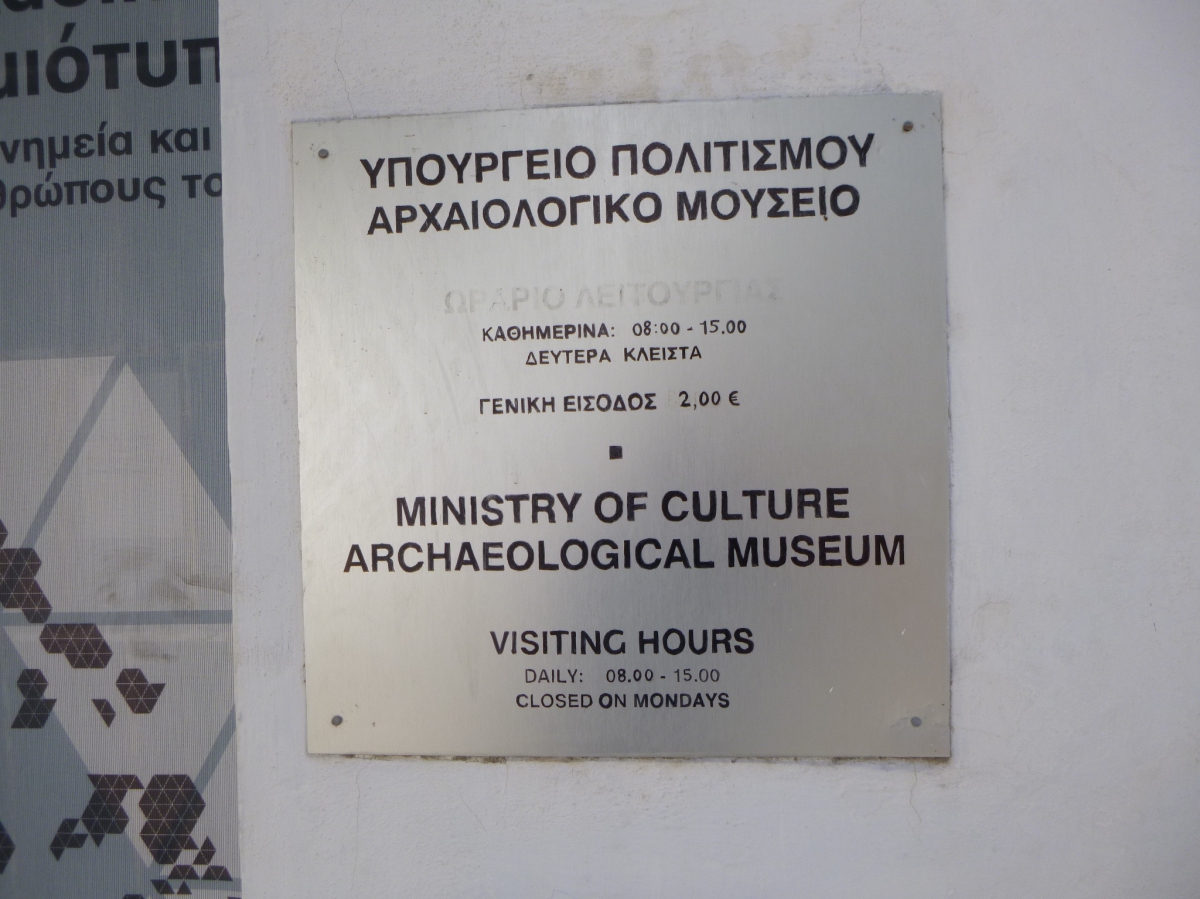 μιότυπ
νημεία και
θρώπους το
ΥΠΟΥΡΓΕΙΟ ΠΟΛΙΤΙΣΜΟΥ
ΑΡΧΑΙΟΛΟΓΙΚΟ ΜΟΥΣΕΙΟ
ΩΡΑΡΙΟ ΛΕΙΤΟΥΡΓΙΑΣ
ΚΑΘΗΜΕΡΙΝΑ: 08:00 - 15.00
ΔΕΥΤΕΡΑ ΚΛΕΙΣΤΑ
ΓΕΝΙΚΗ ΕΙΣΟΔΟΣ 2,00 €
MINISTRY OF CULTURE
ARCHAEOLOGICAL MUSEUM
VISITING HOURS
DAILY: 08.00 - 15.00
CLOSED ON MONDAYS